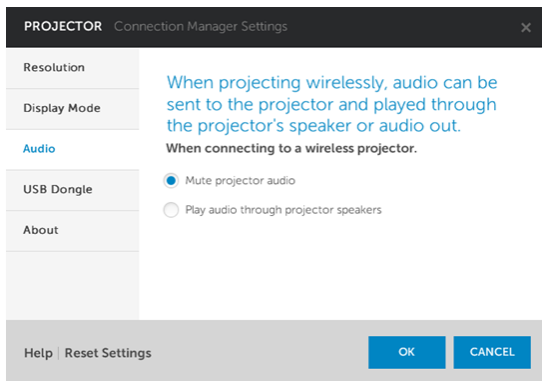 PROJECTOR Connection Manager Settings
Resolution
Display Mode
Audio
USB Dongle
About
When projecting wirelessly, audio can be
sent to the projector and played through
the projector's speaker or audio out.
When connecting to a wireless projector.
Mute projector audio
Play audio through projector speakers
Help | Reset Settings
OK
CANCEL